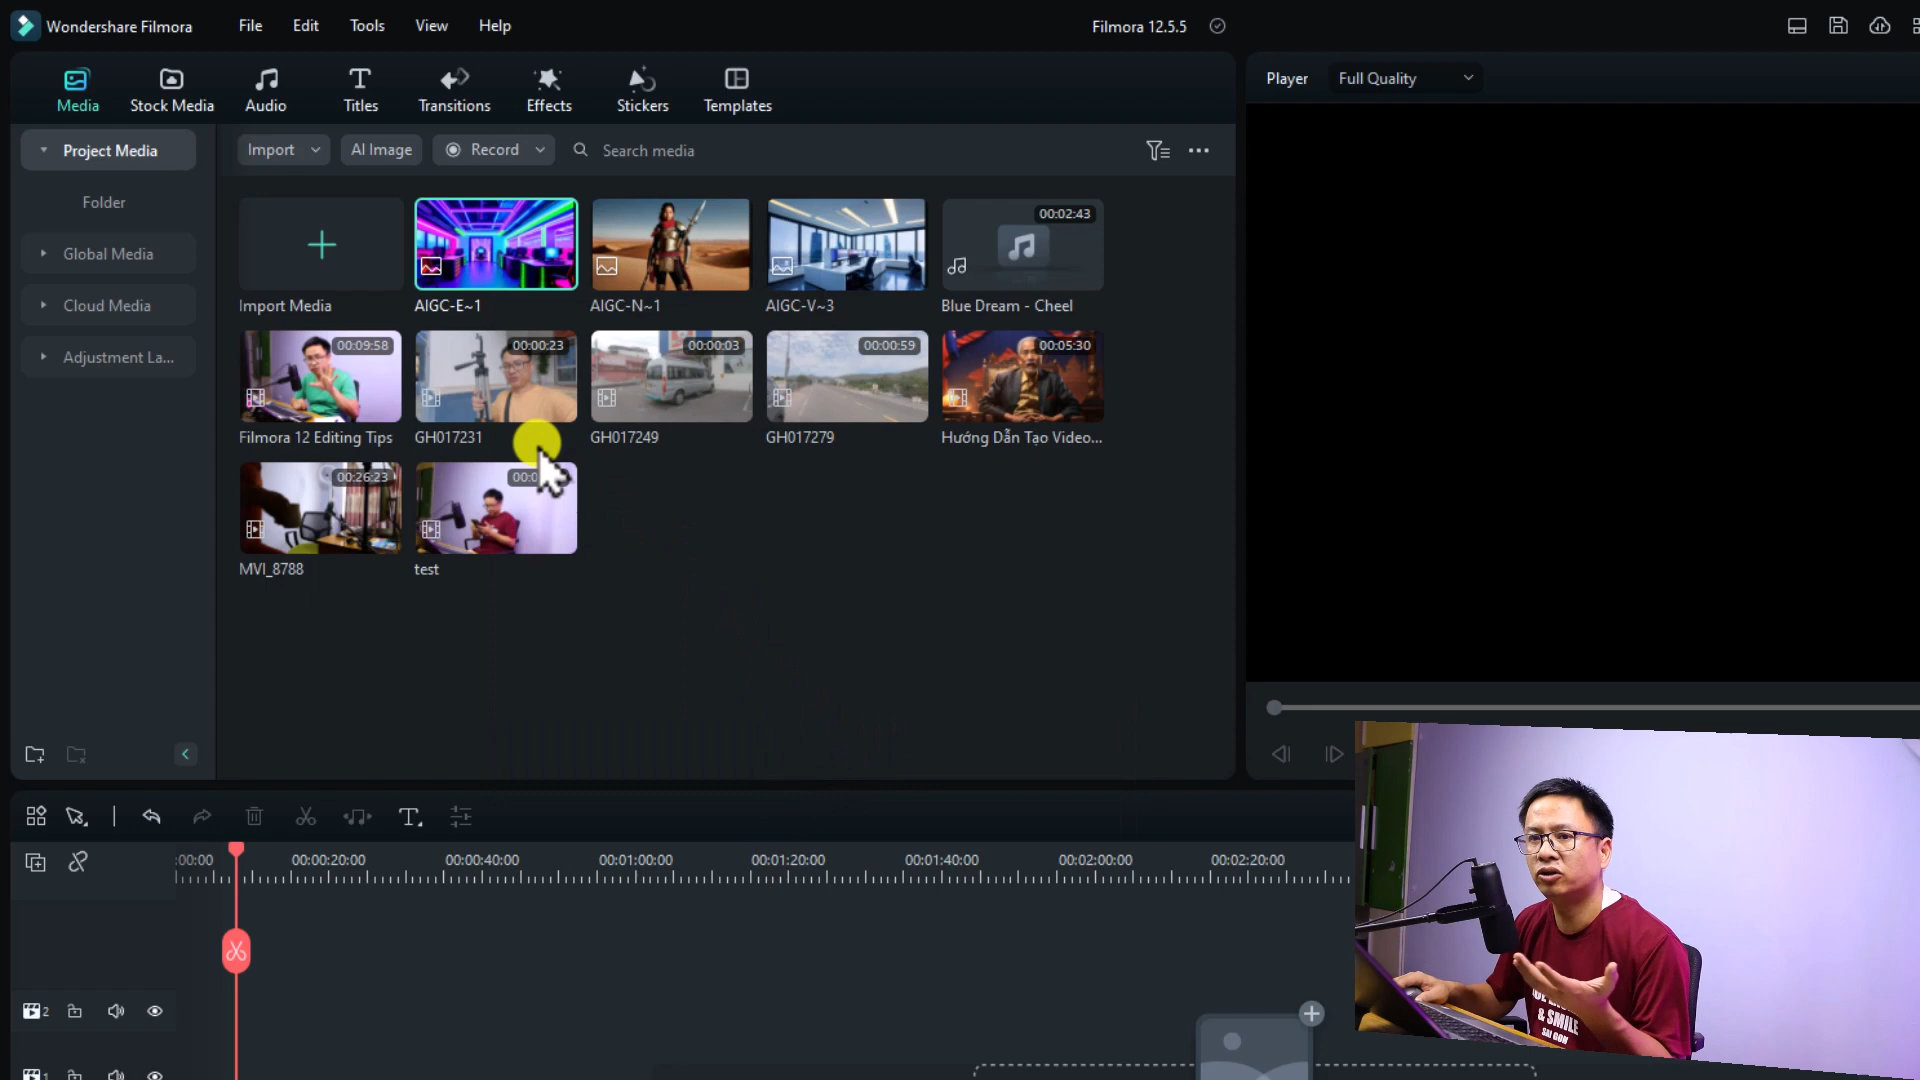 Wondershare Filmora
File
Edit
Tools
View
Help
Filmora 12.5.5
Media
Stock Media
Audio
Titles
Transitions
Effects
Stickers
Templates
Player
Full Quality
Project Media
Folder
Global Media
Cloud Media
Adjustment La...
Import
AI Image
Record
Search media
Import Media
AIGC-E~1
AIGC-N~1
AIGC-V~3
00:02:43
Blue Dream - Cheel
00:09:58
Filmora 12 Editing Tips
00:00:23
GH017231
00:00:03
GH017249
00:00:59
GH017279
00:05:30
Hướng Dẫn Tạo Video...
00:26:23
MVI_8788
test
:00:00
00:00:20:00
00:00:40:00
00:01:00:00
00:01:20:00
00:01:40:00
00:02:00:00
00:02:20:00
2
1
& SMILE
SAI GON